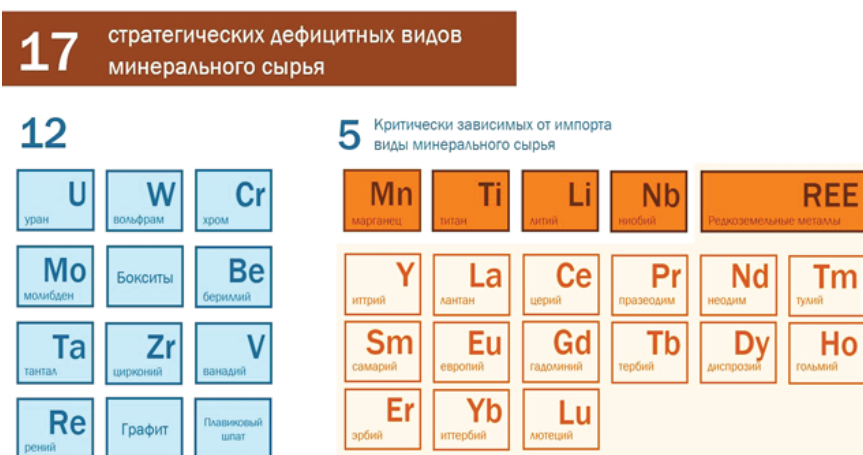 17
стратегических дефицитных видов
минерального сырья
12
5
Критически зависимых от импорта
виды минерального сырья
U
уран
W
вольфрам
Cr
хром
Mo
молибден
Бокситы
Be
бериллий
Ta
тантал
Zr
цирконий
V
ванадий
Re
рений
Графит
Плавиковый
шпат
Mn
марганец
Ti
титан
Li
литий
Nb
ниобий
REE
Редкоземельные металлы
Y
иттрий
La
лантан
Ce
церий
Pr
празеодим
Nd
неодим
Tm
тулий
Sm
самарий
Eu
европий
Gd
гадолиний
Tb
тербий
Dy
диспрозий
Ho
гольмий
Er
эрбий
Yb
иттербий
Lu
лютеций